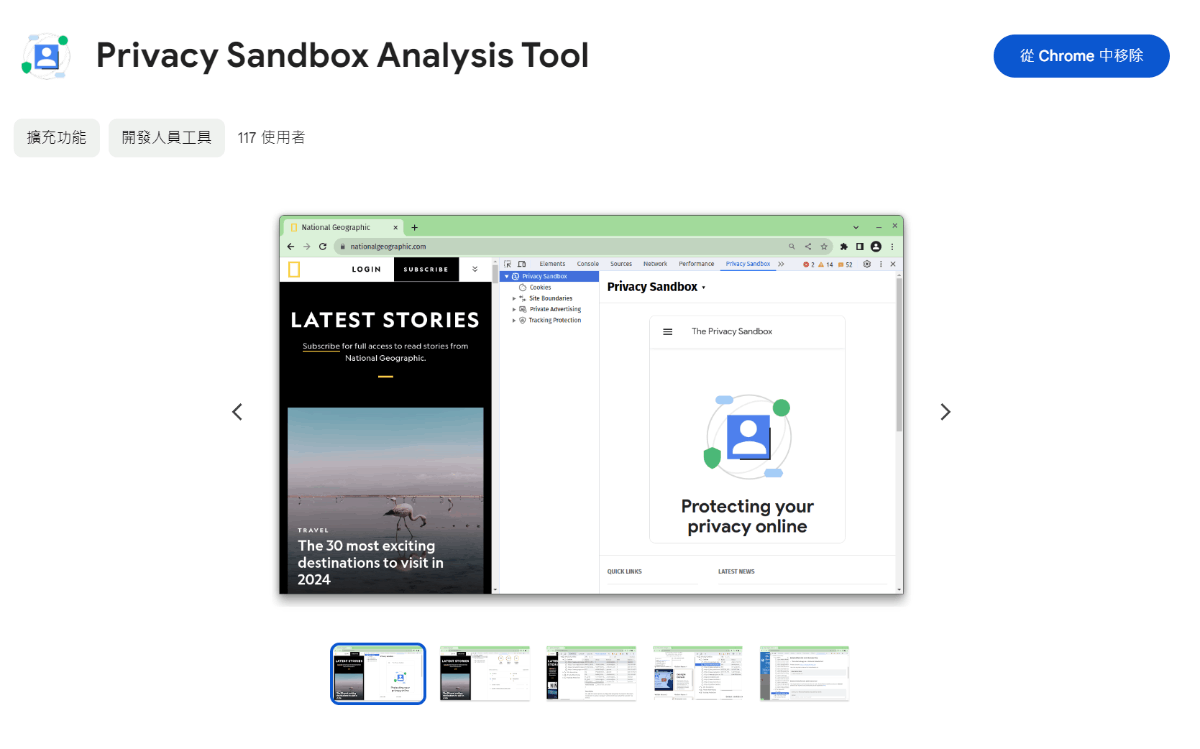 Privacy Sandbox Analysis Tool
從 Chrome 中移除
擴充功能
開發人員工具
117 使用者
National Geographic
nationalgeographic.com
LOGIN
SUBSCRIBE
Elements
Console
Sources
Network
Performance
Privacy Sandbox
2
14
52
Privacy Sandbox
Cookies
Site Boundaries
Private Advertising
Tracking Protection
LATEST STORIES
Subscribe for full access to read stories from
National Geographic.
TRAVEL
The 30 most exciting
destinations to visit in
2024
Privacy Sandbox
The Privacy Sandbox
Protecting your
privacy online
QUICK LINKS
LATEST NEWS